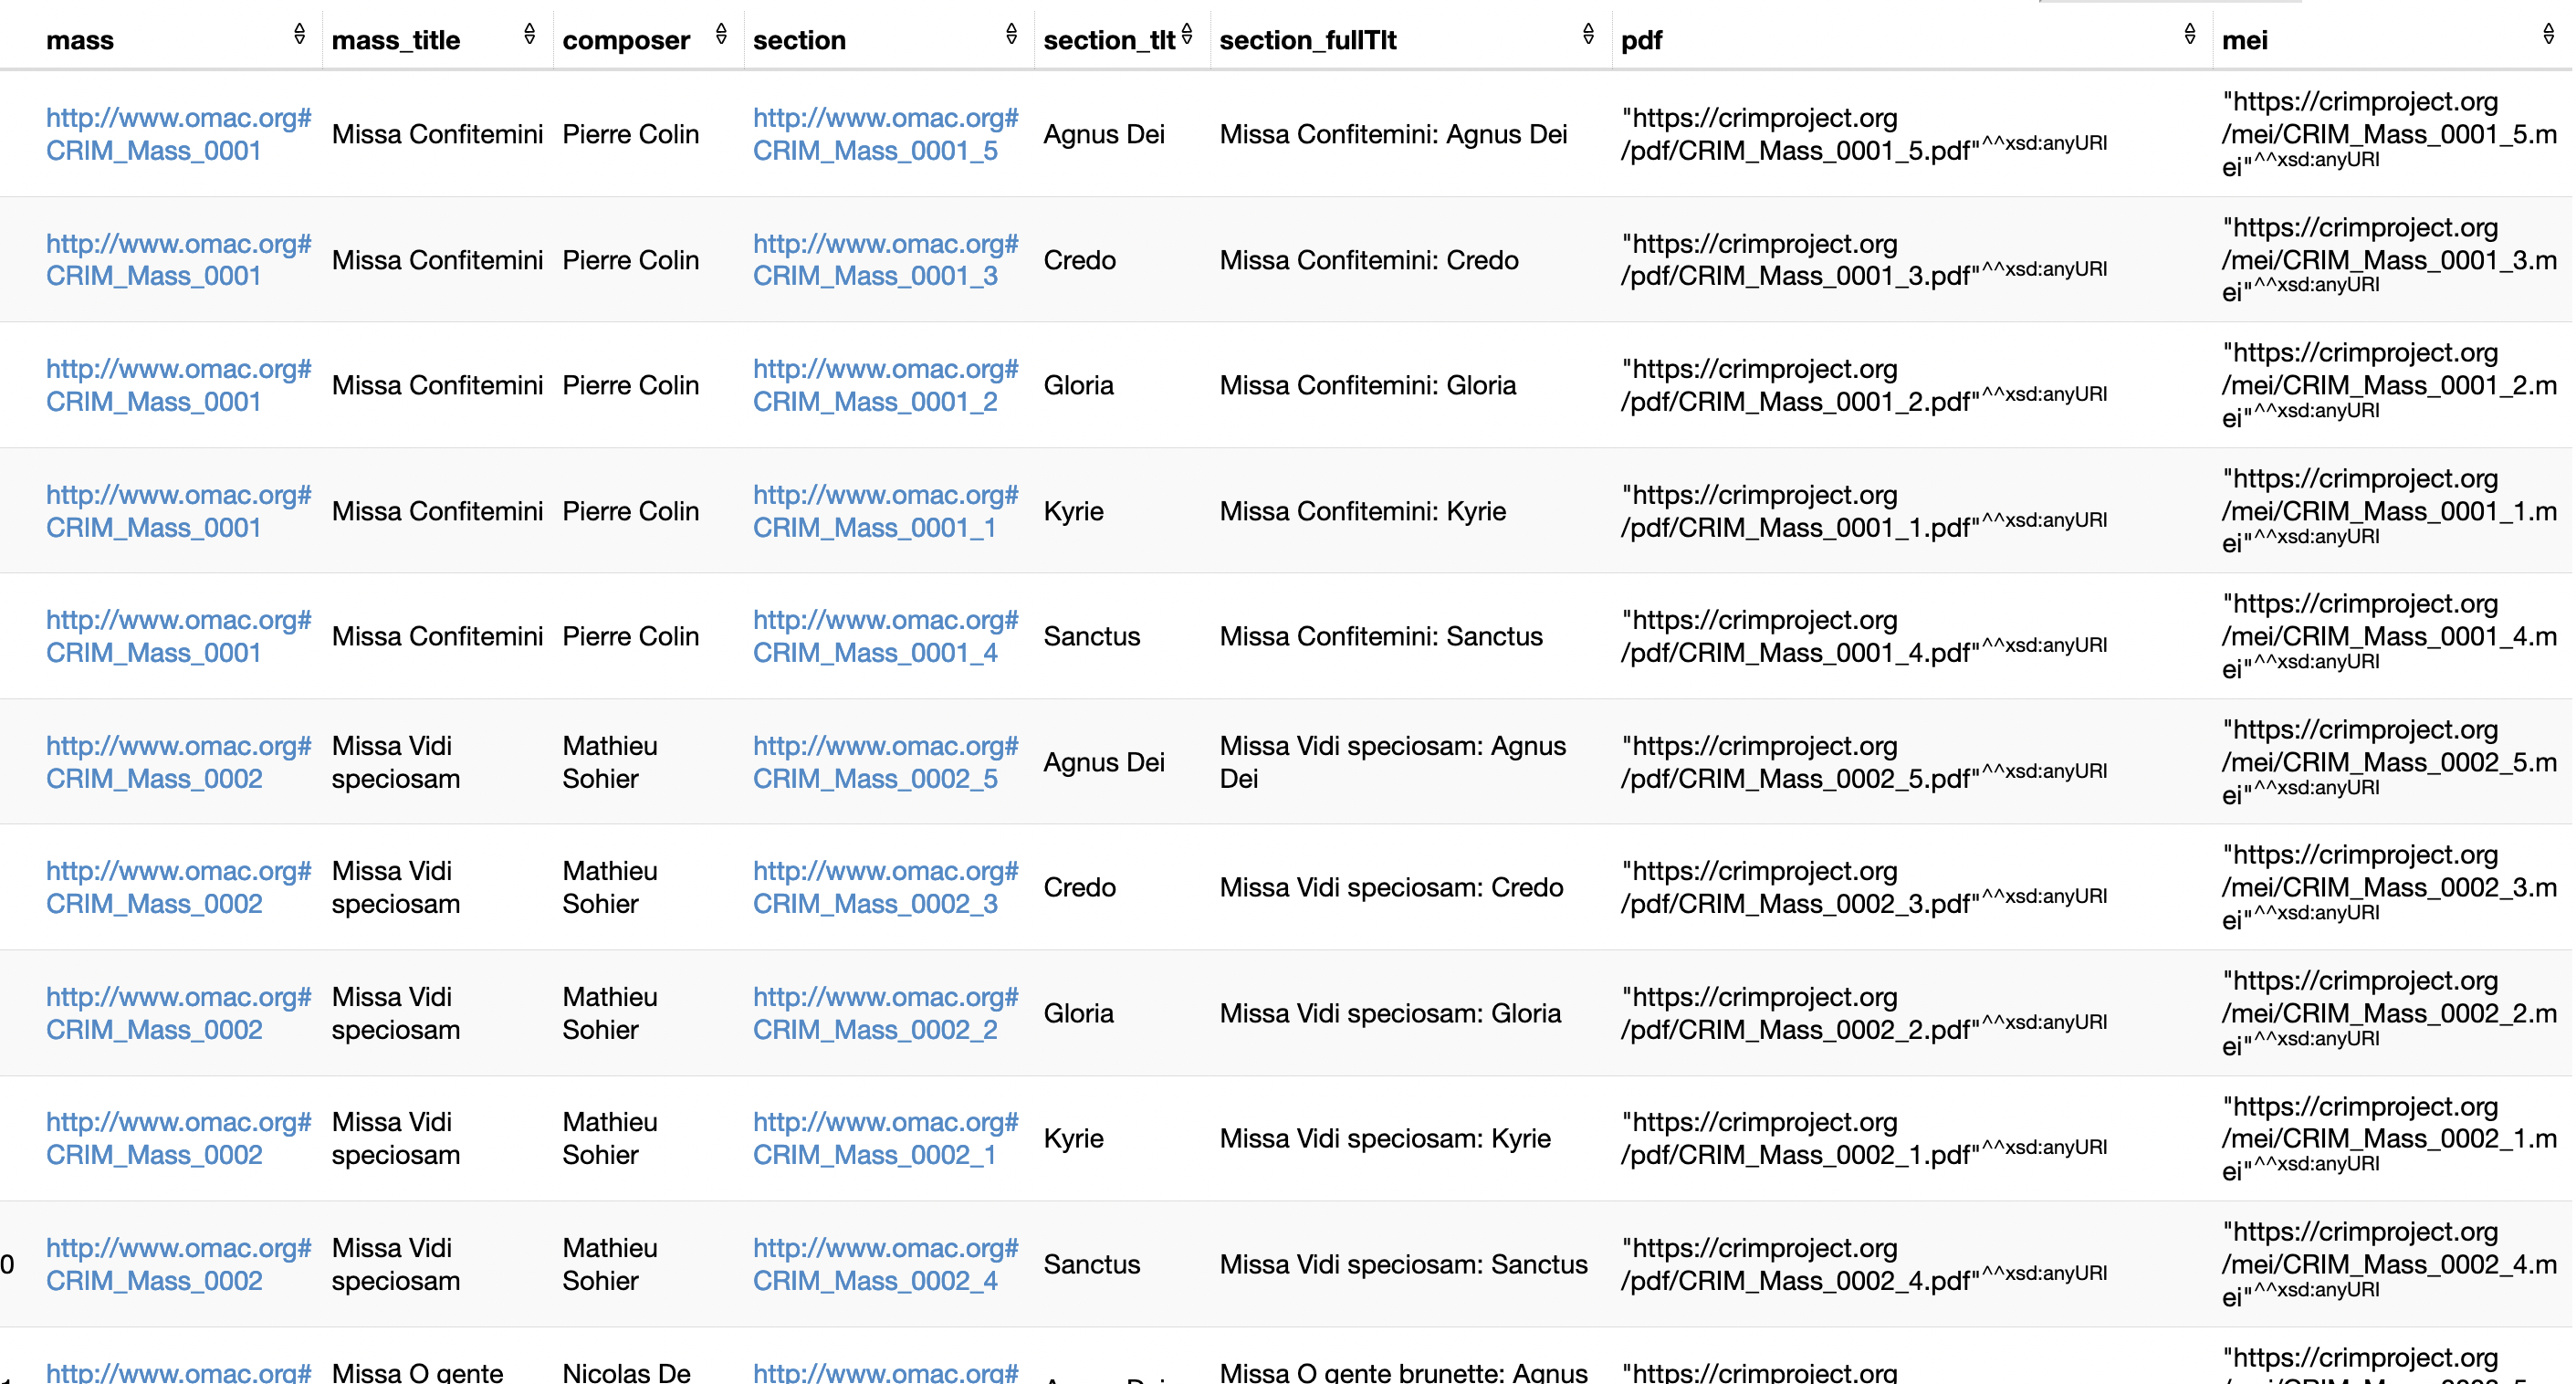 mass mass_title composer section section_tlt section_fullTlt pdf mei
http://www.omac.org#
CRIM_Mass_0001
Missa Confitemini
Pierre Colin
http://www.omac.org#
CRIM_Mass_0001_5
Agnus Dei
Missa Confitemini: Agnus Dei
"https://crimproject.org
/pdf/CRIM_Mass_0001_5.pdf"^^xsd:anyURI
"https://crimproject.org
/mei/CRIM_Mass_0001_5.m
ei"^^xsd:anyURI
http://www.omac.org#
CRIM_Mass_0001
Missa Confitemini
Pierre Colin
http://www.omac.org#
CRIM_Mass_0001_3
Credo
Missa Confitemini: Credo
"https://crimproject.org
/pdf/CRIM_Mass_0001_3.pdf"^^xsd:anyURI
"https://crimproject.org
/mei/CRIM_Mass_0001_3.m
ei"^^xsd:anyURI
http://www.omac.org#
CRIM_Mass_0001
Missa Confitemini
Pierre Colin
http://www.omac.org#
CRIM_Mass_0001_2
Gloria
Missa Confitemini: Gloria
"https://crimproject.org
/pdf/CRIM_Mass_0001_2.pdf"^^xsd:anyURI
"https://crimproject.org
/mei/CRIM_Mass_0001_2.m
ei"^^xsd:anyURI
http://www.omac.org#
CRIM_Mass_0001
Missa Confitemini
Pierre Colin
http://www.omac.org#
CRIM_Mass_0001_1
Kyrie
Missa Confitemini: Kyrie
"https://crimproject.org
/pdf/CRIM_Mass_0001_1.pdf"^^xsd:anyURI
"https://crimproject.org
/mei/CRIM_Mass_0001_1.m
ei"^^xsd:anyURI
http://www.omac.org#
CRIM_Mass_0001
Missa Confitemini
Pierre Colin
http://www.omac.org#
CRIM_Mass_0001_4
Sanctus
Missa Confitemini: Sanctus
"https://crimproject.org
/pdf/CRIM_Mass_0001_4.pdf"^^xsd:anyURI
"https://crimproject.org
/mei/CRIM_Mass_0001_4.m
ei"^^xsd:anyURI
http://www.omac.org#
CRIM_Mass_0002
Missa Vidi
speciosam
Mathieu
Sohier
http://www.omac.org#
CRIM_Mass_0002_5
Agnus Dei
Missa Vidi speciosam: Agnus
Dei
"https://crimproject.org
/pdf/CRIM_Mass_0002_5.pdf"^^xsd:anyURI
"https://crimproject.org
/mei/CRIM_Mass_0002_5.m
ei"^^xsd:anyURI
http://www.omac.org#
CRIM_Mass_0002
Missa Vidi
speciosam
Mathieu
Sohier
http://www.omac.org#
CRIM_Mass_0002_3
Credo
Missa Vidi speciosam: Credo
"https://crimproject.org
/pdf/CRIM_Mass_0002_3.pdf"^^xsd:anyURI
"https://crimproject.org
/mei/CRIM_Mass_0002_3.m
ei"^^xsd:anyURI
http://www.omac.org#
CRIM_Mass_0002
Missa Vidi
speciosam
Mathieu
Sohier
http://www.omac.org#
CRIM_Mass_0002_2
Gloria
Missa Vidi speciosam: Gloria
"https://crimproject.org
/pdf/CRIM_Mass_0002_2.pdf"^^xsd:anyURI
"https://crimproject.org
/mei/CRIM_Mass_0002_2.m
ei"^^xsd:anyURI
http://www.omac.org#
CRIM_Mass_0002
Missa Vidi
speciosam
Mathieu
Sohier
http://www.omac.org#
CRIM_Mass_0002_1
Kyrie
Missa Vidi speciosam: Kyrie
"https://crimproject.org
/pdf/CRIM_Mass_0002_1.pdf"^^xsd:anyURI
"https://crimproject.org
/mei/CRIM_Mass_0002_1.m
ei"^^xsd:anyURI
0
http://www.omac.org#
CRIM_Mass_0002
Missa Vidi
speciosam
Mathieu
Sohier
http://www.omac.org#
CRIM_Mass_0002_4
Sanctus
Missa Vidi speciosam: Sanctus
"https://crimproject.org
/pdf/CRIM_Mass_0002_4.pdf"^^xsd:anyURI
"https://crimproject.org
/mei/CRIM_Mass_0002_4.m
ei"^^xsd:anyURI
http://www.omac.org#
Missa O gente
Nicolas De
http://www.omac.org#
Missa O gente brunette: Agnus
"https://crimproject.org
"https://crimproject.org